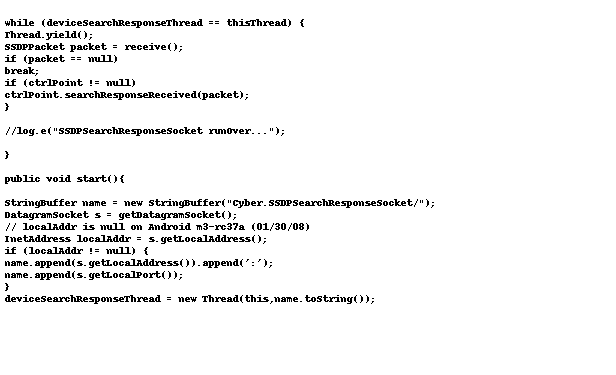 while (deviceSearchResponseThread == thisThread) {
Thread.yield();
SSDPPacket packet = receive();
if (packet == null)
break;
if (ctrlPoint != null)
ctrlPoint.searchResponseReceived(packet);
}
//log.e("SSDPSearchResponseSocket runOver...");
}
public void start(){
StringBuffer name = new StringBuffer("Cyber.SSDPSearchResponseSocket/");
DatagramSocket s = getDatagramSocket();
// localAddr is null on Android m3-rc37a (01/30/08)
InetAddress localAddr = s.getLocalAddress();
if (localAddr != null) {
name.append(s.getLocalAddress()).append(':');
name.append(s.getLocalPort());
}
deviceSearchResponseThread = new Thread(this,name.toString());